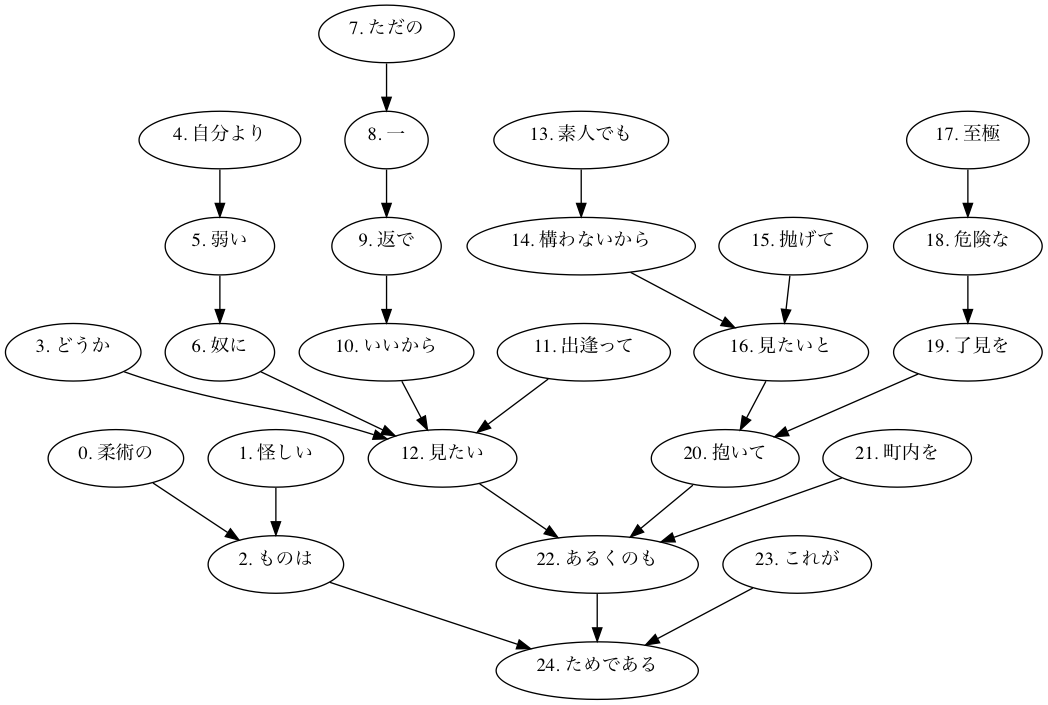 7. ただの
4. 自分より
8. 一
13. 素人でも
17. 至極
5. 弱い
9. 返で
14. 構わないから
15. 抛げて
18. 危険な
3. どうか
6. 奴に
10. いいから
11. 出逢って
16. 見たいと
19. 了見を
0. 柔術の
1. 怪しい
12. 見たい
20. 抱いて
21. 町内を
2. ものは
22. あるくのも
23. これが
24. ためである